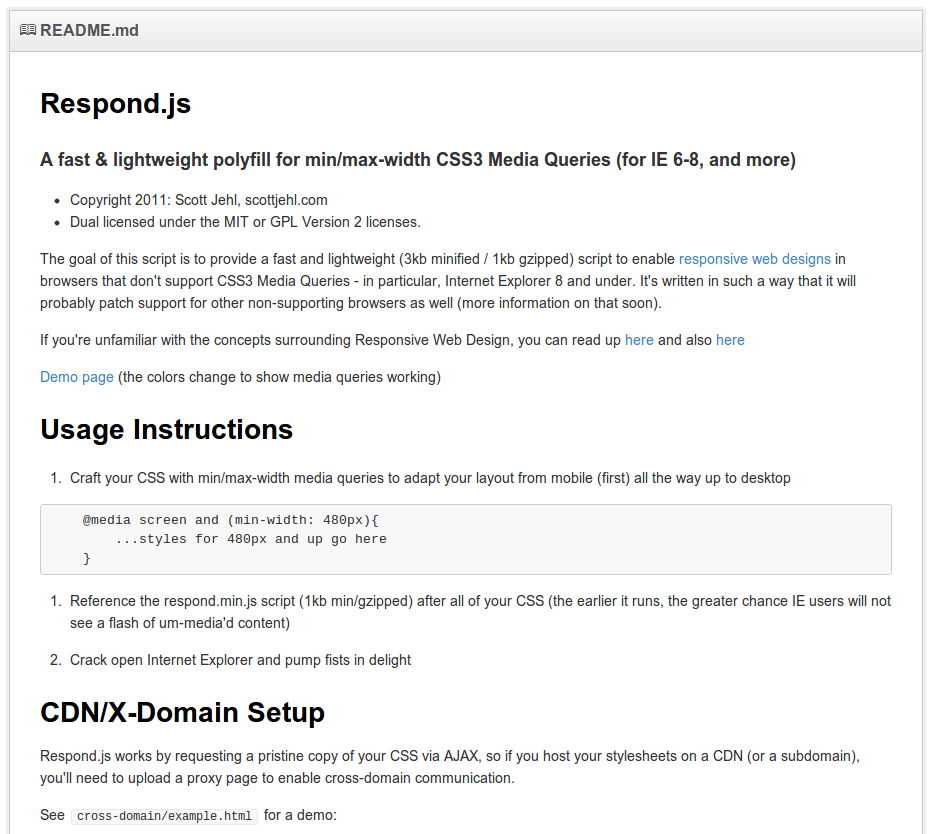 README.md
Respond.js
A fast & lightweight polyfill for min/max-width CSS3 Media Queries (for IE 6-8, and more)
• Copyright 2011: Scott Jehl, scottjehl.com
• Dual licensed under the MIT or GPL Version 2 licenses.
The goal of this script is to provide a fast and lightweight (3kb minified / 1kb gzipped) script to enable responsive web designs in
browsers that don't support CSS3 Media Queries - in particular, Internet Explorer 8 and under. It's written in such a way that it will
probably patch support for other non-supporting browsers as well (more information on that soon).
If you're unfamiliar with the concepts surrounding Responsive Web Design, you can read up here and also here
Demo page (the colors change to show media queries working)
Usage Instructions
1. Craft your CSS with min/max-width media queries to adapt your layout from mobile (first) all the way up to desktop
@media screen and (min-width: 480px){
...styles for 480px and up go here
}
1. Reference the respond.min.js script (1kb min/gzipped) after all of your CSS (the earlier it runs, the greater chance IE users will not
see a flash of um-media'd content)
2. Crack open Internet Explorer and pump fists in delight
CDN/X-Domain Setup
Respond.js works by requesting a pristine copy of your CSS via AJAX, so if you host your stylesheets on a CDN (or a subdomain),
you'll need to upload a proxy page to enable cross-domain communication.
See cross-domain/example.html for a demo: